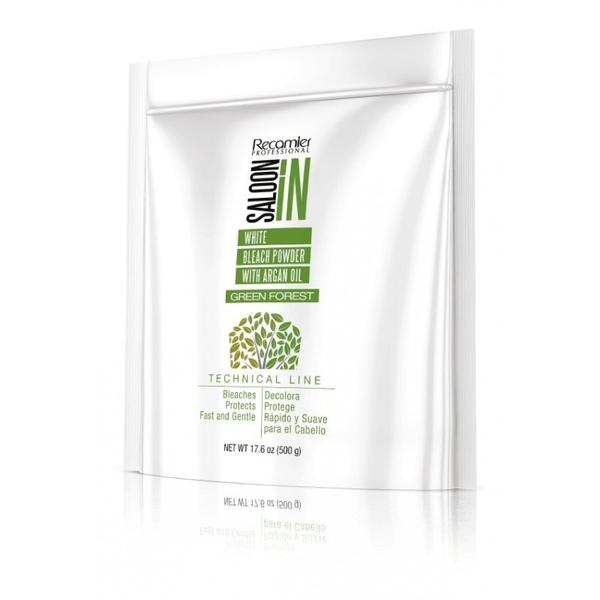 Recamier
PROFESSIONAL
SALOON IN
WHITE
BLEACH POWDER
WITH ARGAN OIL
GREEN FOREST
TECHNICAL LINE
Bleaches
Protects
Fast and Gentle
Decolora
Protege
Rápido y Suave
para el Cabello
NET WT 17.6 oz (500 g)